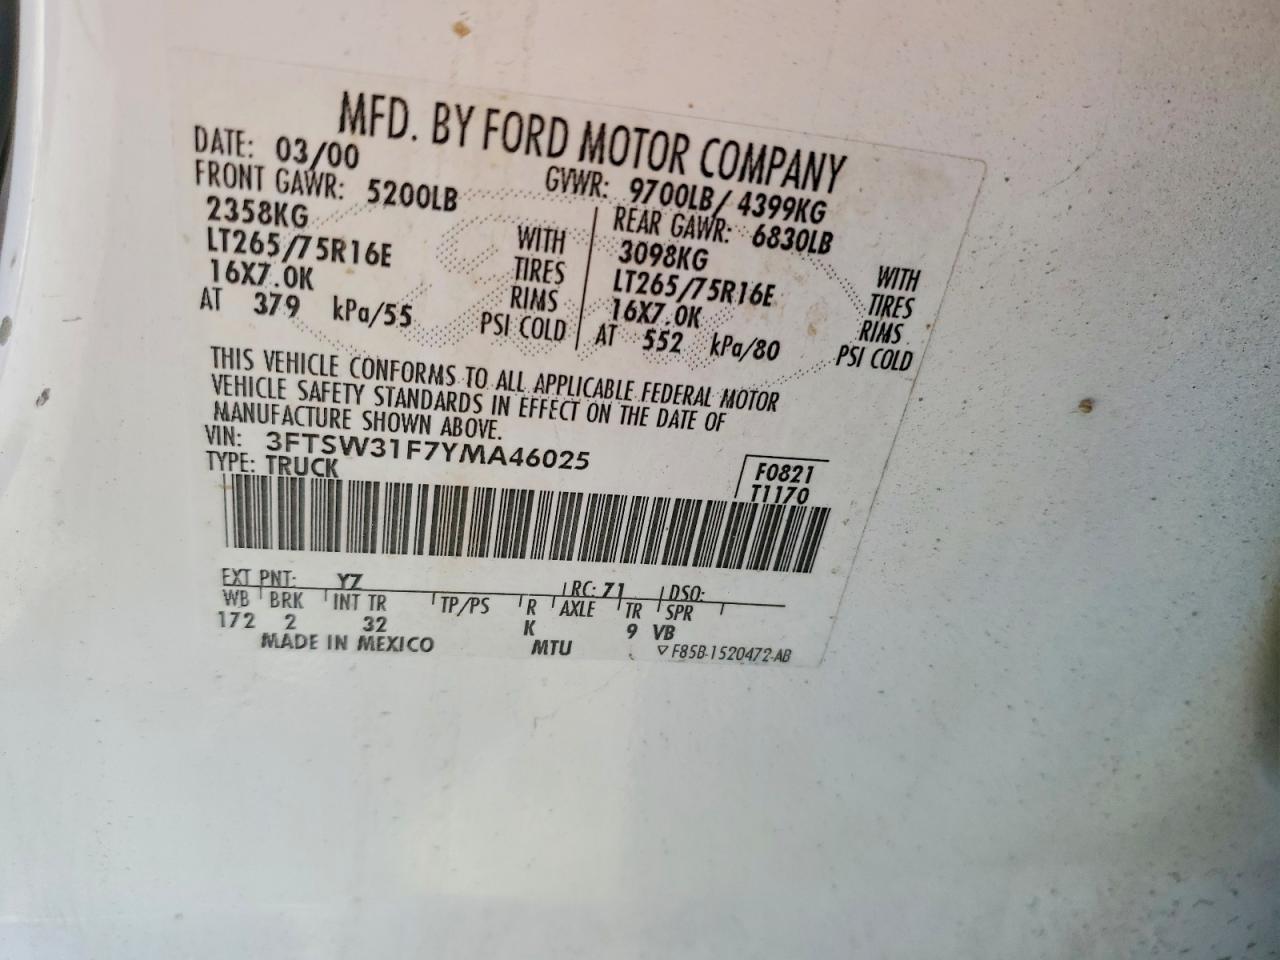 MFD. BY FORD MOTOR COMPANY
DATE: 03/00 GVWR: 9700LB/ 4399KG
FRONT GAWR: 5200LB REAR GAWR: 6830LB
2358KG WITH 3098KG WITH
LT265/75R16E TIRES LT265/75R16E TIRES
16X7.0K RIMS 16X7.0K RIMS
AT 379 kPa/55 PSI COLD AT 552 kPa/80 PSI COLD
THIS VEHICLE CONFORMS TO ALL APPLICABLE FEDERAL MOTOR
VEHICLE SAFETY STANDARDS IN EFFECT ON THE DATE OF
MANUFACTURE SHOWN ABOVE.
VIN: 3FTSW31F7YMA46025
TYPE: TRUCK F0821
T1170
EXT PNT: YZ RC: 71 DSO:
WB BRK INT TR TP/PS R AXLE TR SPR
172 2 32 K 9 VB
MADE IN MEXICO MTU ▽ F85B-1520472-AB